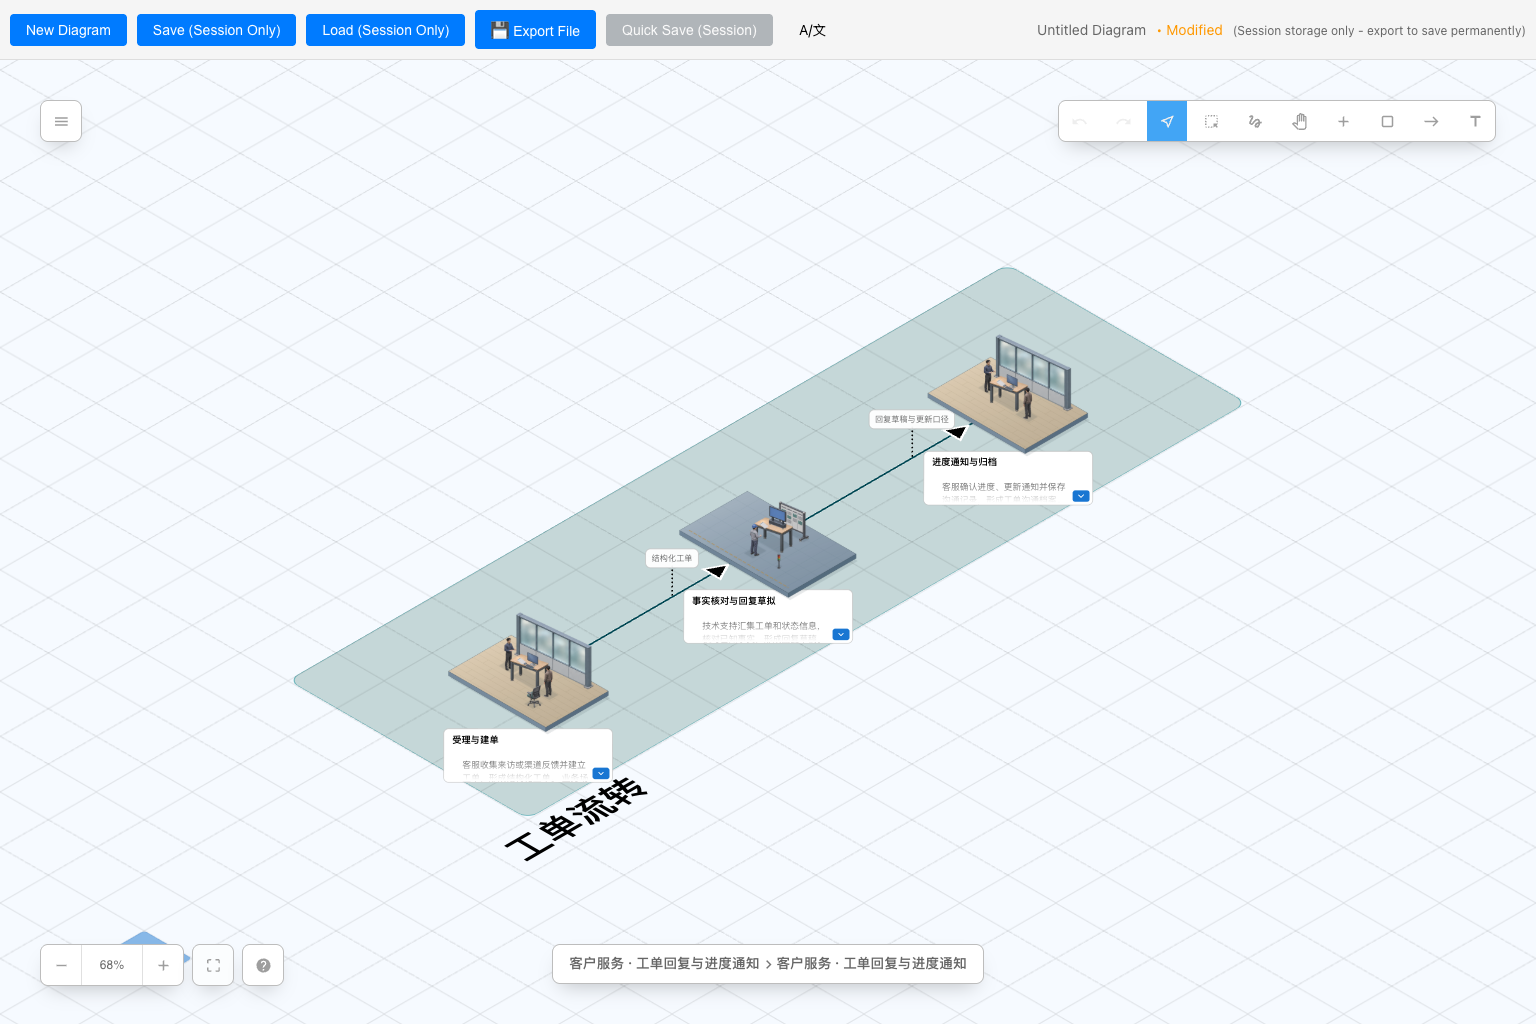 New Diagram
Save (Session Only)
Load (Session Only)
💾 Export File
Quick Save (Session)
A/文
Untitled Diagram
• Modified
(Session storage only - export to save permanently)
回复草稿与更新口径
进度通知与归档
客服确认进度、更新通知并保存
结构化工单
事实核对与回复草拟
技术支持汇集工单和状态信息，
受理与建单
客服收集来访或渠道反馈并建立
工单流转
68%
客户服务 · 工单回复与进度通知 › 客户服务 · 工单回复与进度通知